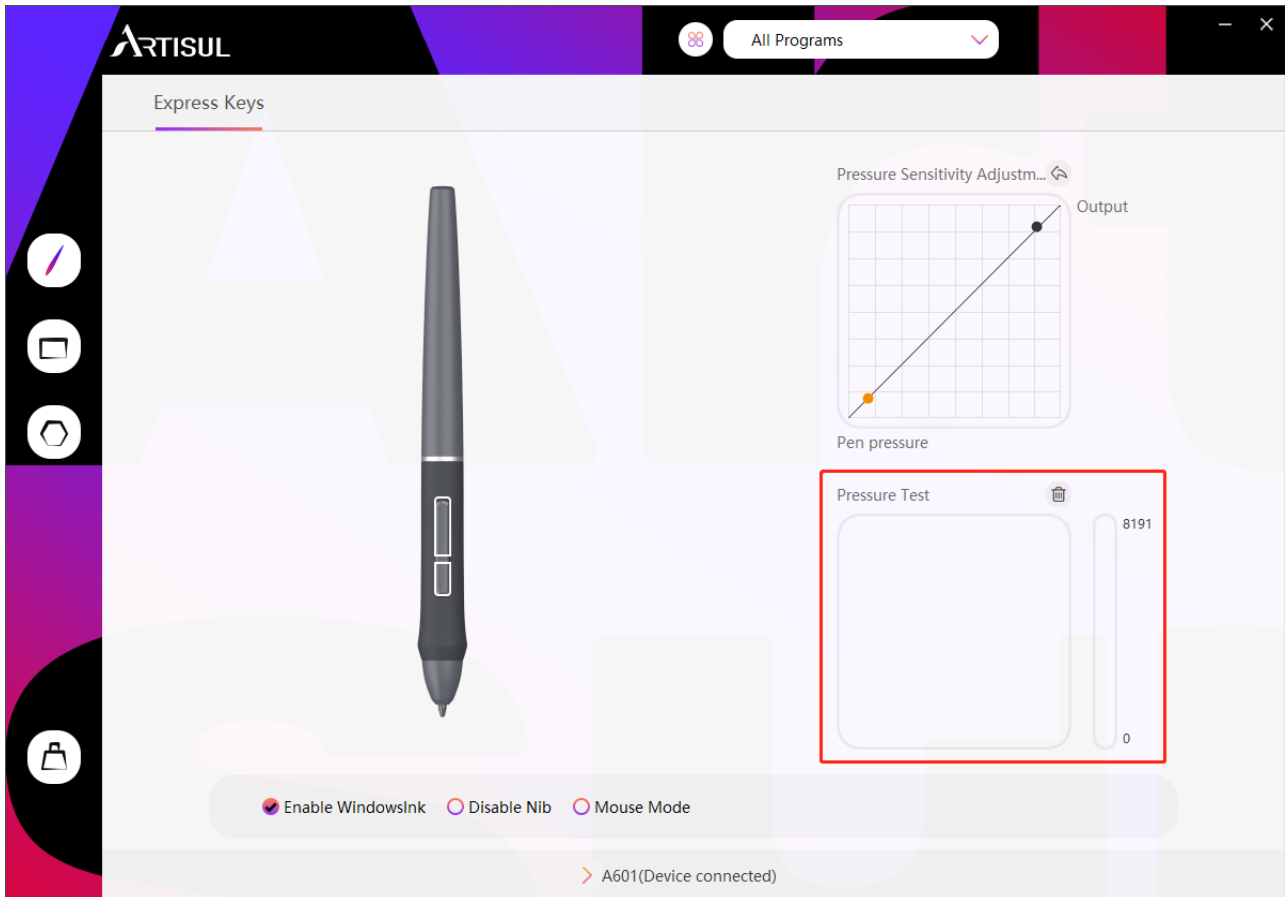 ARTISUL
All Programs
Express Keys
Pressure Sensitivity Adjustm...
Output
Pen pressure
Pressure Test
8191
0
Enable WindowsInk
Disable Nib
Mouse Mode
A601(Device connected)